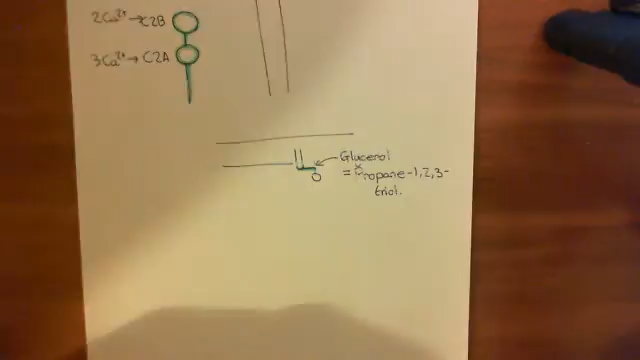 2Ca²⁺ → C2B
3Ca²⁺ → C2A
Glycerol
= Propane-1,2,3-
triol.